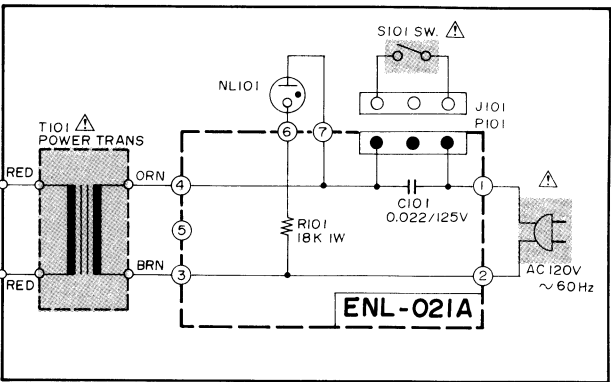 S101 SW.
NL101
J101
P101
T101
POWER TRANS
6
7
RED
ORN
4
1
C101
0.022/125V
5
R101
18K 1W
RED
BRN
3
2
AC 120V
~60Hz
ENL-021A